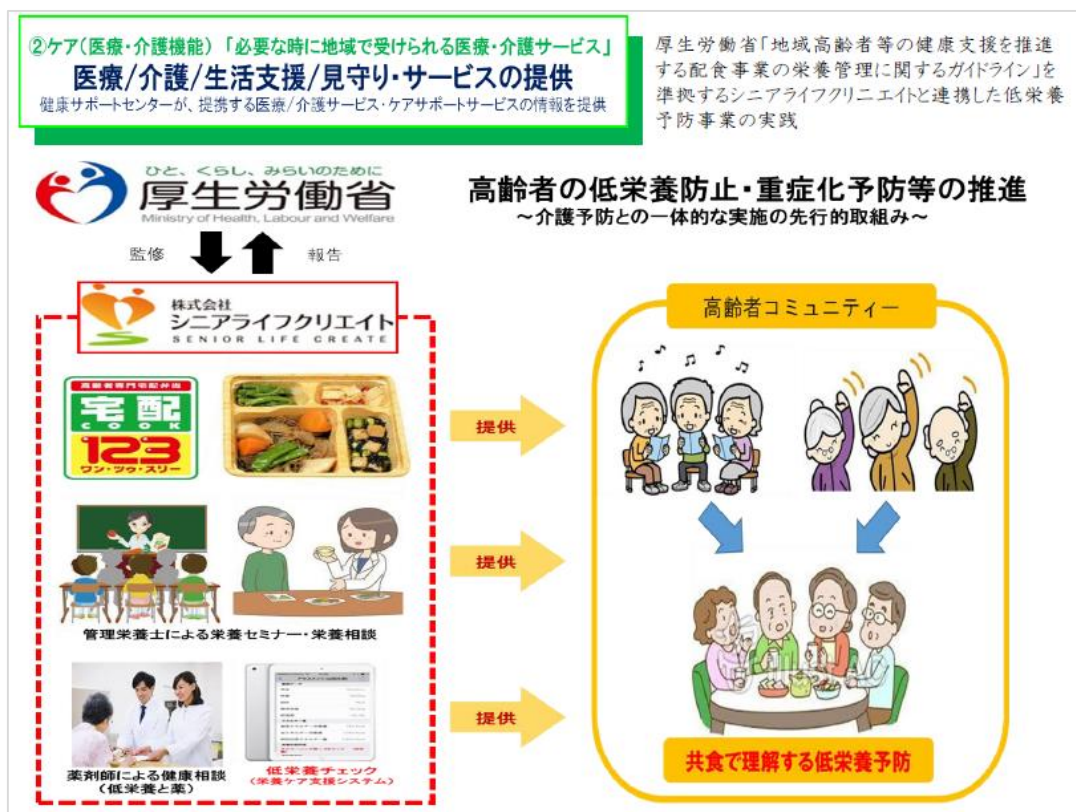 ②ケア(医療・介護機能) 「必要な時に地域で受けられる医療・介護サービス」
医療/介護/生活支援/見守り・サービスの提供
健康サポートセンターが、提携する医療/介護サービス・ケアサポートサービスの情報を提供
厚生労働省「地域高齢者等の健康支援を推進
する配食事業の栄養管理に関するガイドライン」を
準拠するシニアライフクリニエイトと連携した低栄養
予防事業の実践
ひと、くらし、みらいのために
厚生労働省
Ministry of Health, Labour and Welfare
高齢者の低栄養防止・重症化予防等の推進
~介護予防との一体的な実施の先行的取組み~
監修
報告
株式会社
シニアライフクリエイト
SENIOR LIFE CREATE
高齢者コミュニティー
高齢者専門宅配弁当
宅配
COOK
123
ワン・ツゥ・スリー
提供
提供
管理栄養士による栄養セミナー・栄養相談
提供
薬剤師による健康相談
(低栄養と薬)
低栄養チェック
(栄養ケア支援システム)
共食で理解する低栄養予防